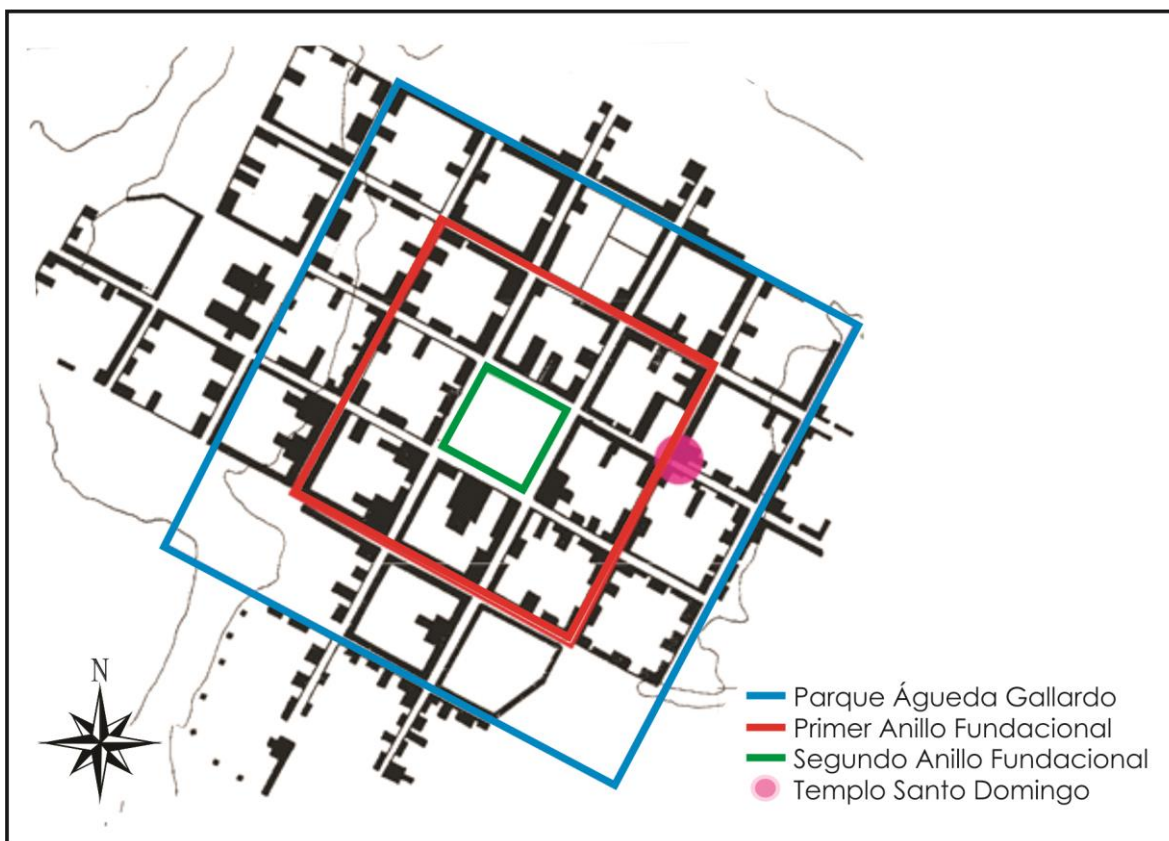 N
Parque Águeda Gallardo
Primer Anillo Fundacional
Segundo Anillo Fundacional
Templo Santo Domingo